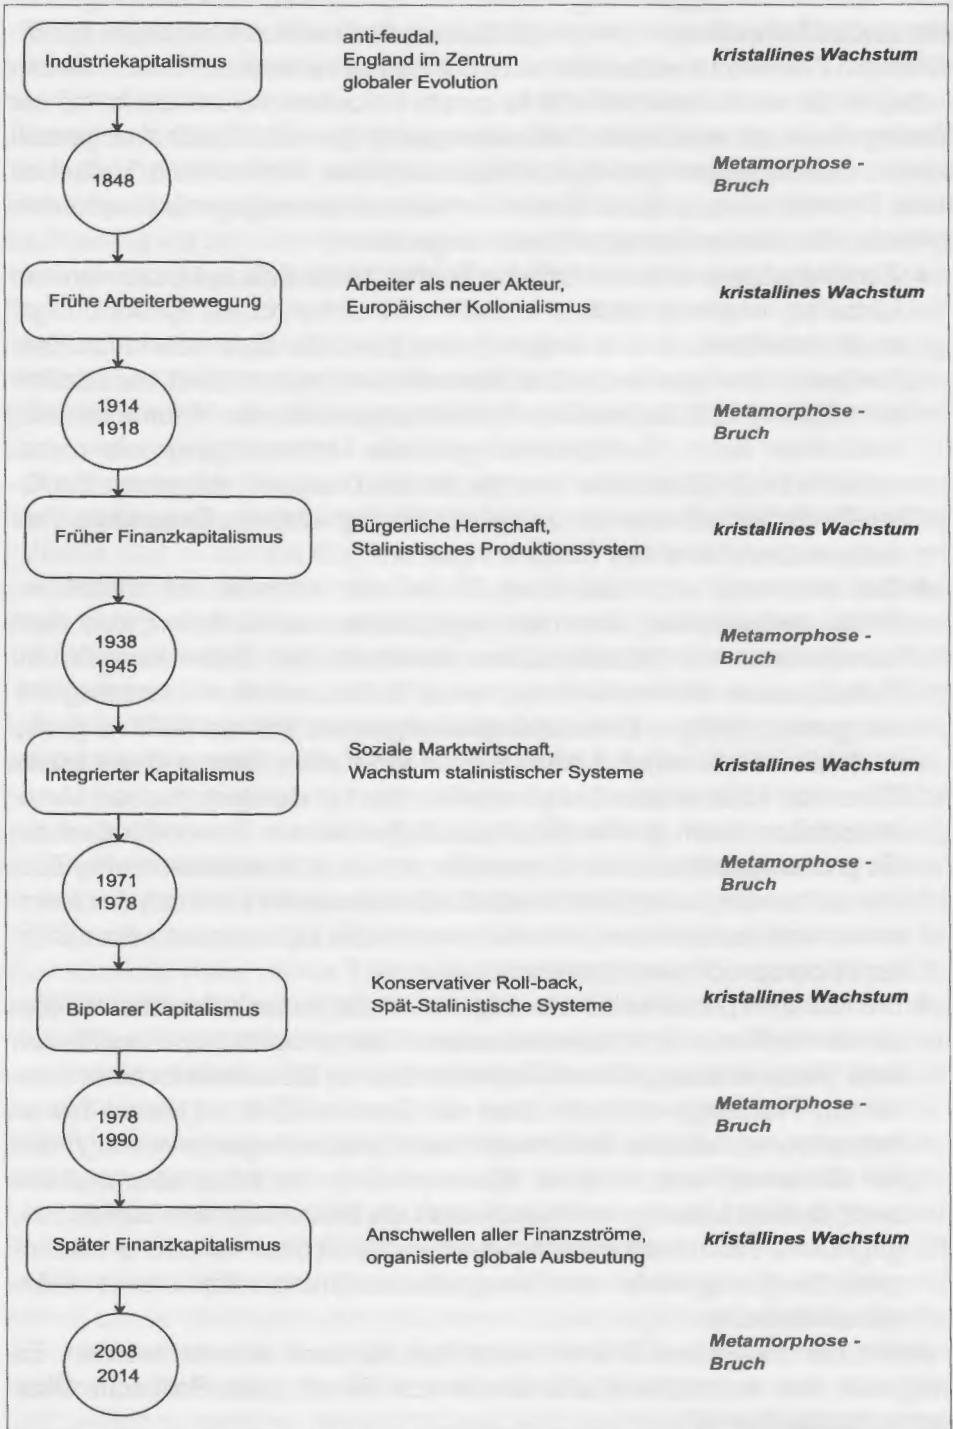 Industriekapitalismus
anti-feudal,
England im Zentrum
globaler Evolution
kristallines Wachstum
1848
Metamorphose -
Bruch
Frühe Arbeiterbewegung
Arbeiter als neuer Akteur,
Europäischer Kollonialismus
kristallines Wachstum
1914
1918
Metamorphose -
Bruch
Früher Finanzkapitalismus
Bürgerliche Herrschaft,
Stalinistisches Produktionssystem
kristallines Wachstum
1938
1945
Metamorphose -
Bruch
Integrierter Kapitalismus
Soziale Marktwirtschaft,
Wachstum stalinistischer Systeme
kristallines Wachstum
1971
1978
Metamorphose -
Bruch
Bipolarer Kapitalismus
Konservativer Roll-back,
Spät-Stalinistische Systeme
kristallines Wachstum
1978
1990
Metamorphose -
Bruch
Später Finanzkapitalismus
Anschwellen aller Finanzströme,
organisierte globale Ausbeutung
kristallines Wachstum
2008
2014
Metamorphose -
Bruch